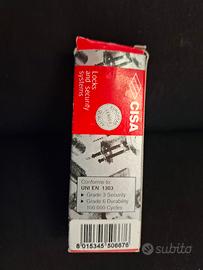 CISA
Locks
and security
systems
Conforme to
UNI EN 1303
Grade 3 Security
Grade 6 Durability
100.000 Cycles
8 015345 506676
subito